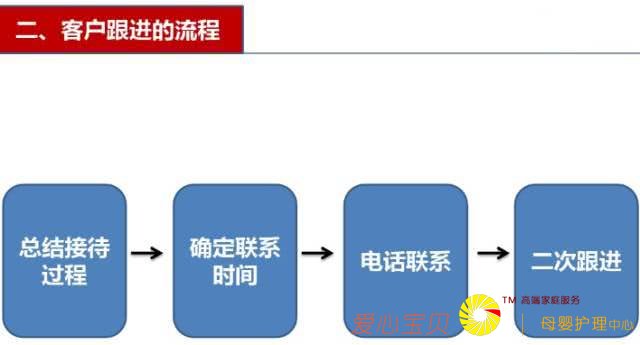 二、客户跟进的流程
总结接待
过程
确定联系
时间
电话联系
二次跟进
TM 高端家庭服务
爱心宝贝
母婴护理中心